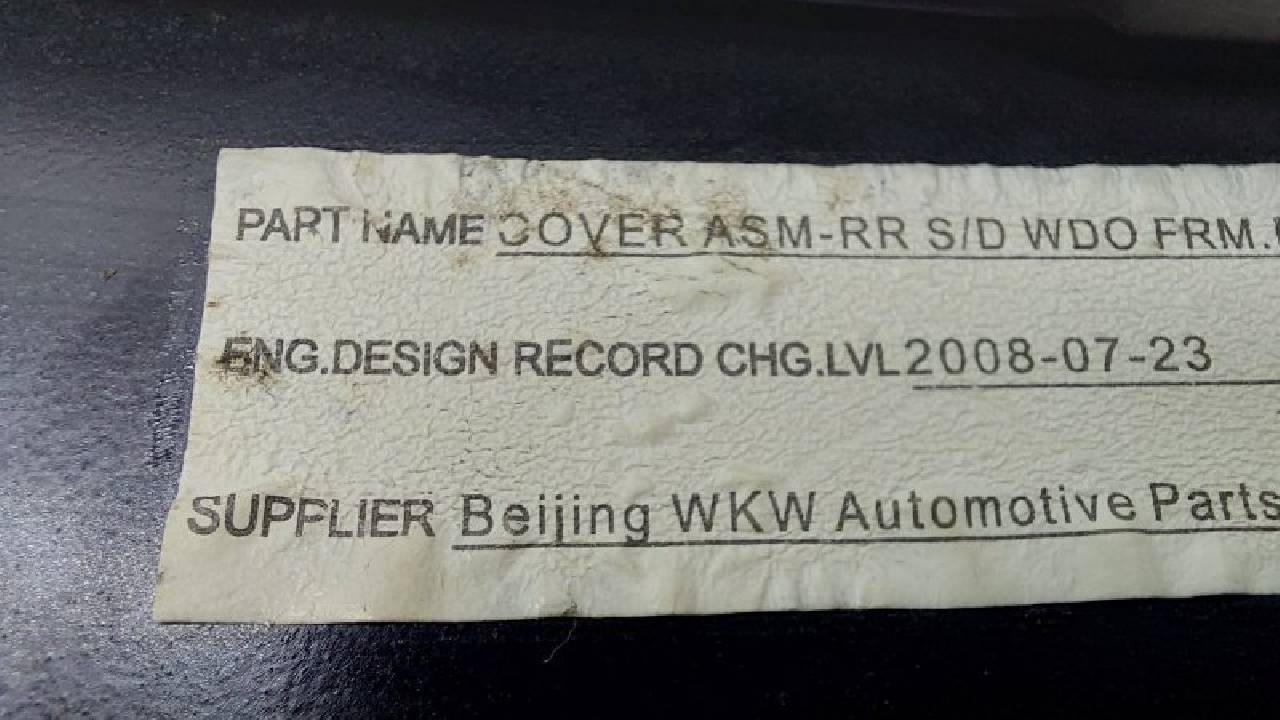 PART NAME COVER ASM-RR S/D WDO FRM.
ENG.DESIGN RECORD CHG.LVL 2008-07-23
SUPPLIER Beijing WKW Automotive Parts